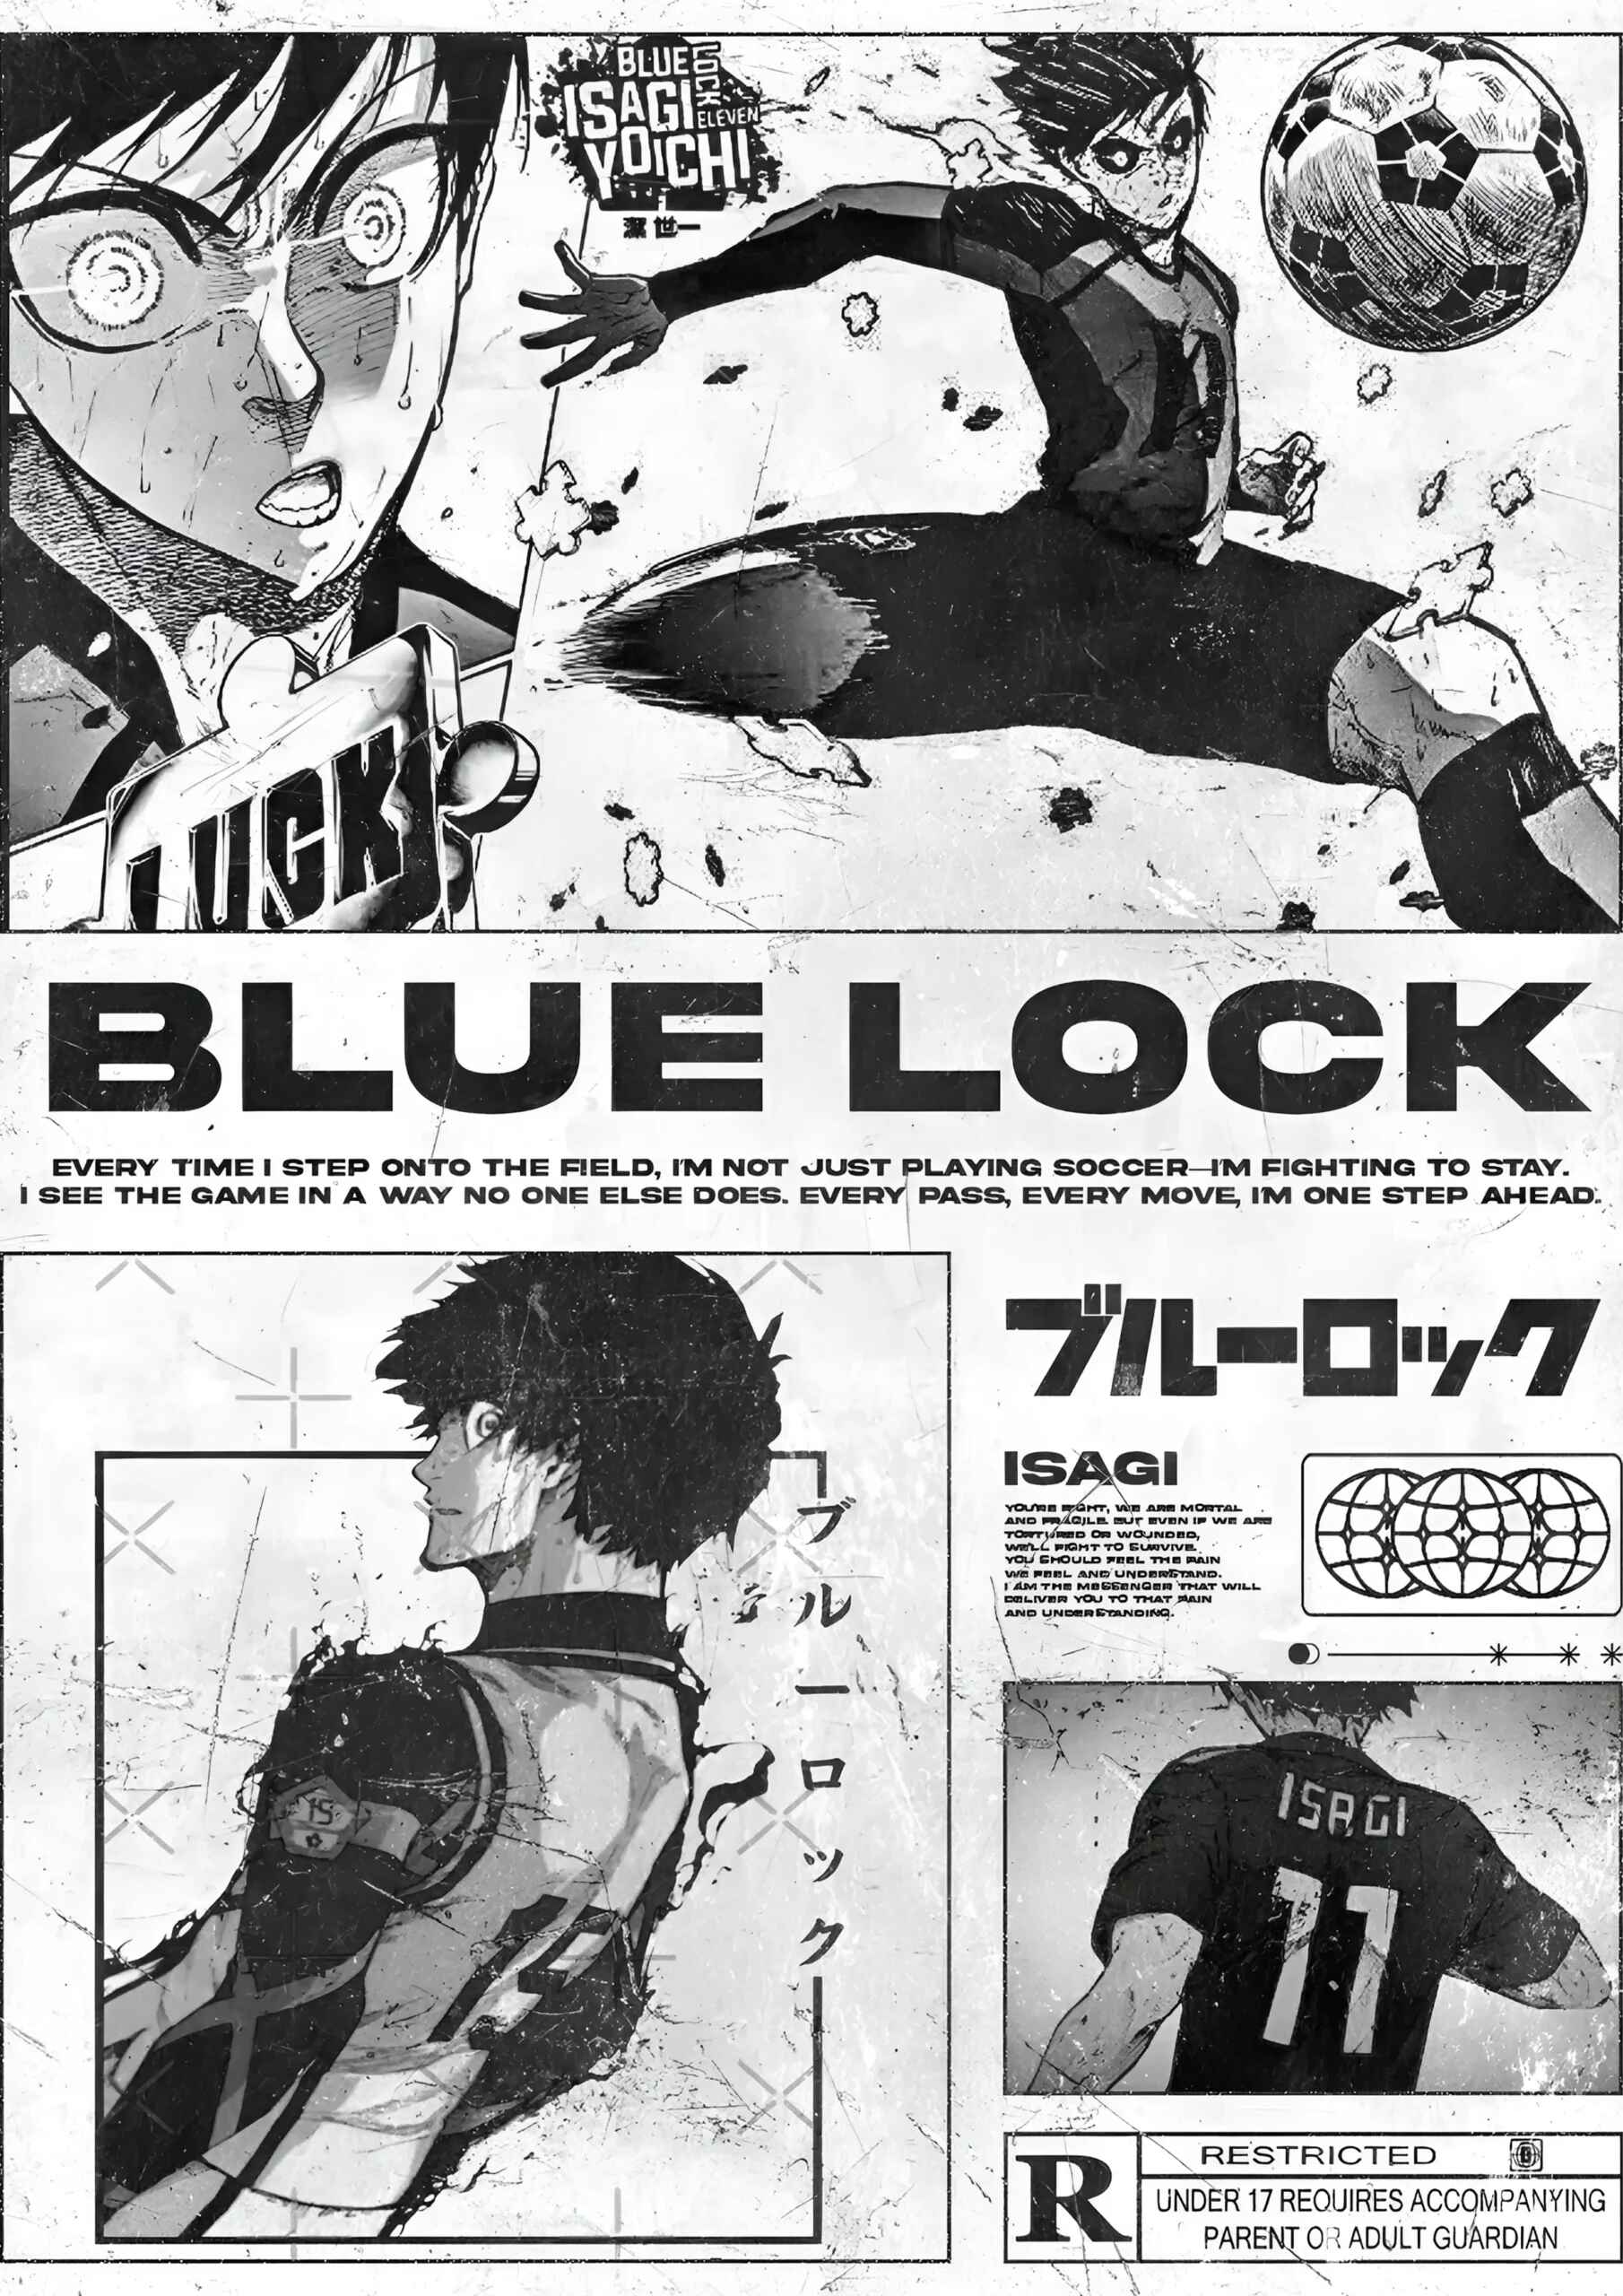 BLUE LOCK
ISAGI ELEVEN
YOICHI
潔 世一
LUCK
11
BLUE LOCK
EVERY TIME I STEP ONTO THE FIELD, I'M NOT JUST PLAYING SOCCER—I'M FIGHTING TO STAY.
I SEE THE GAME IN A WAY NO ONE ELSE DOES. EVERY PASS, EVERY MOVE, I'M ONE STEP AHEAD.
ブルーロック
ブルーロック
15
15
ISAGI
YOU'RE RIGHT, WE ARE MORTAL
AND FRAGILE. BUT EVEN IF WE ARE
TORTURED OR WOUNDED,
WE'LL FIGHT TO SURVIVE.
YOU SHOULD FEEL THE PAIN
WE FEEL AND UNDERSTAND.
I AM THE MESSENGER THAT WILL
DELIVER YOU TO THAT PAIN
AND UNDERSTANDING.
ISAGI
11
R
RESTRICTED
UNDER 17 REQUIRES ACCOMPANYING
PARENT OR ADULT GUARDIAN